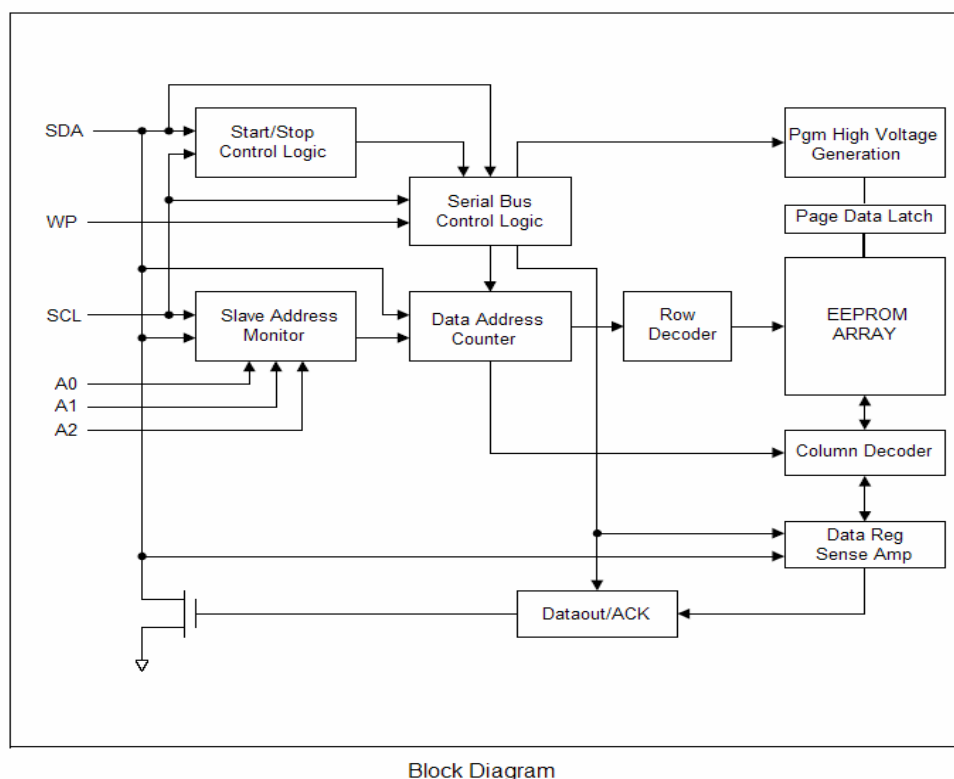 SDA
Start/Stop
Control Logic
Pgm High Voltage
Generation
WP
Serial Bus
Control Logic
Page Data Latch
SCL
Slave Address
Monitor
Data Address
Counter
Row
Decoder
EEPROM
ARRAY
A0
A1
A2
Column Decoder
Data Reg
Sense Amp
Dataout/ACK
Block Diagram